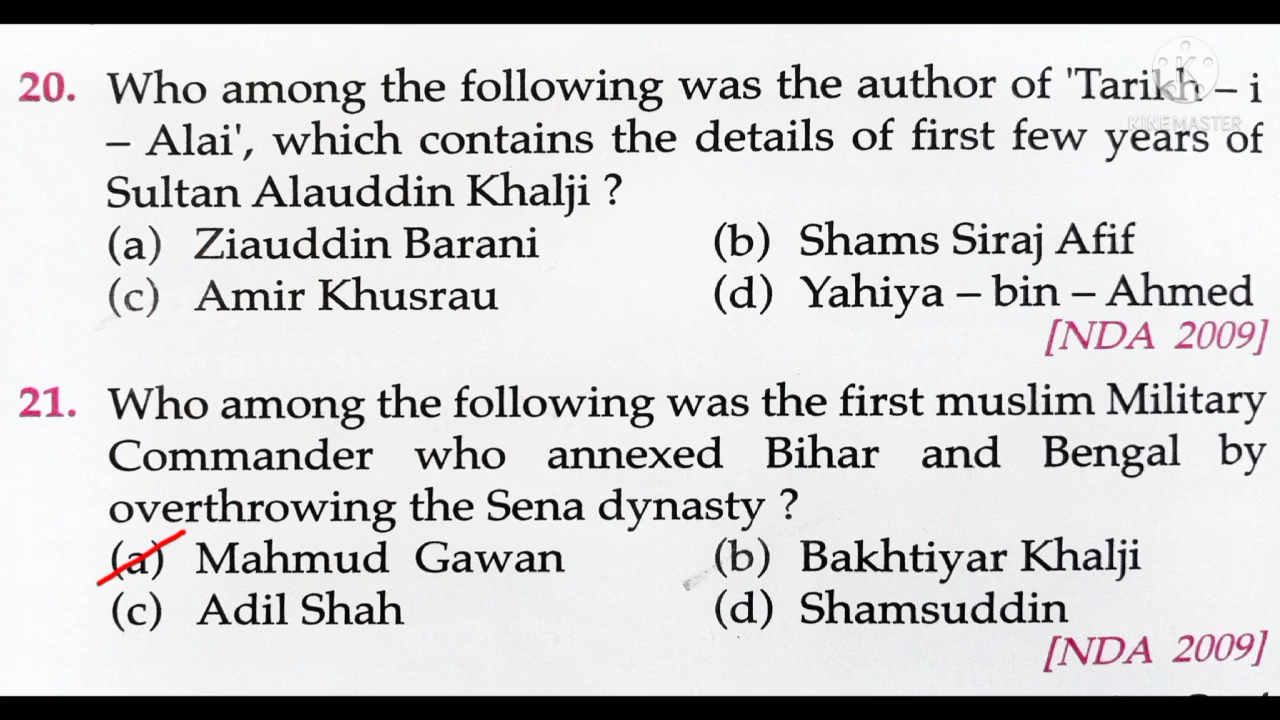 20. Who among the following was the author of 'Tarikh – i
– Alai', which contains the details of first few years of
Sultan Alauddin Khalji ?
(a) Ziauddin Barani (b) Shams Siraj Afif
(c) Amir Khusrau (d) Yahiya – bin – Ahmed
[NDA 2009]
21. Who among the following was the first muslim Military
Commander who annexed Bihar and Bengal by
overthrowing the Sena dynasty ?
(a) Mahmud Gawan (b) Bakhtiyar Khalji
(c) Adil Shah (d) Shamsuddin
[NDA 2009]
K
KINEMASTER